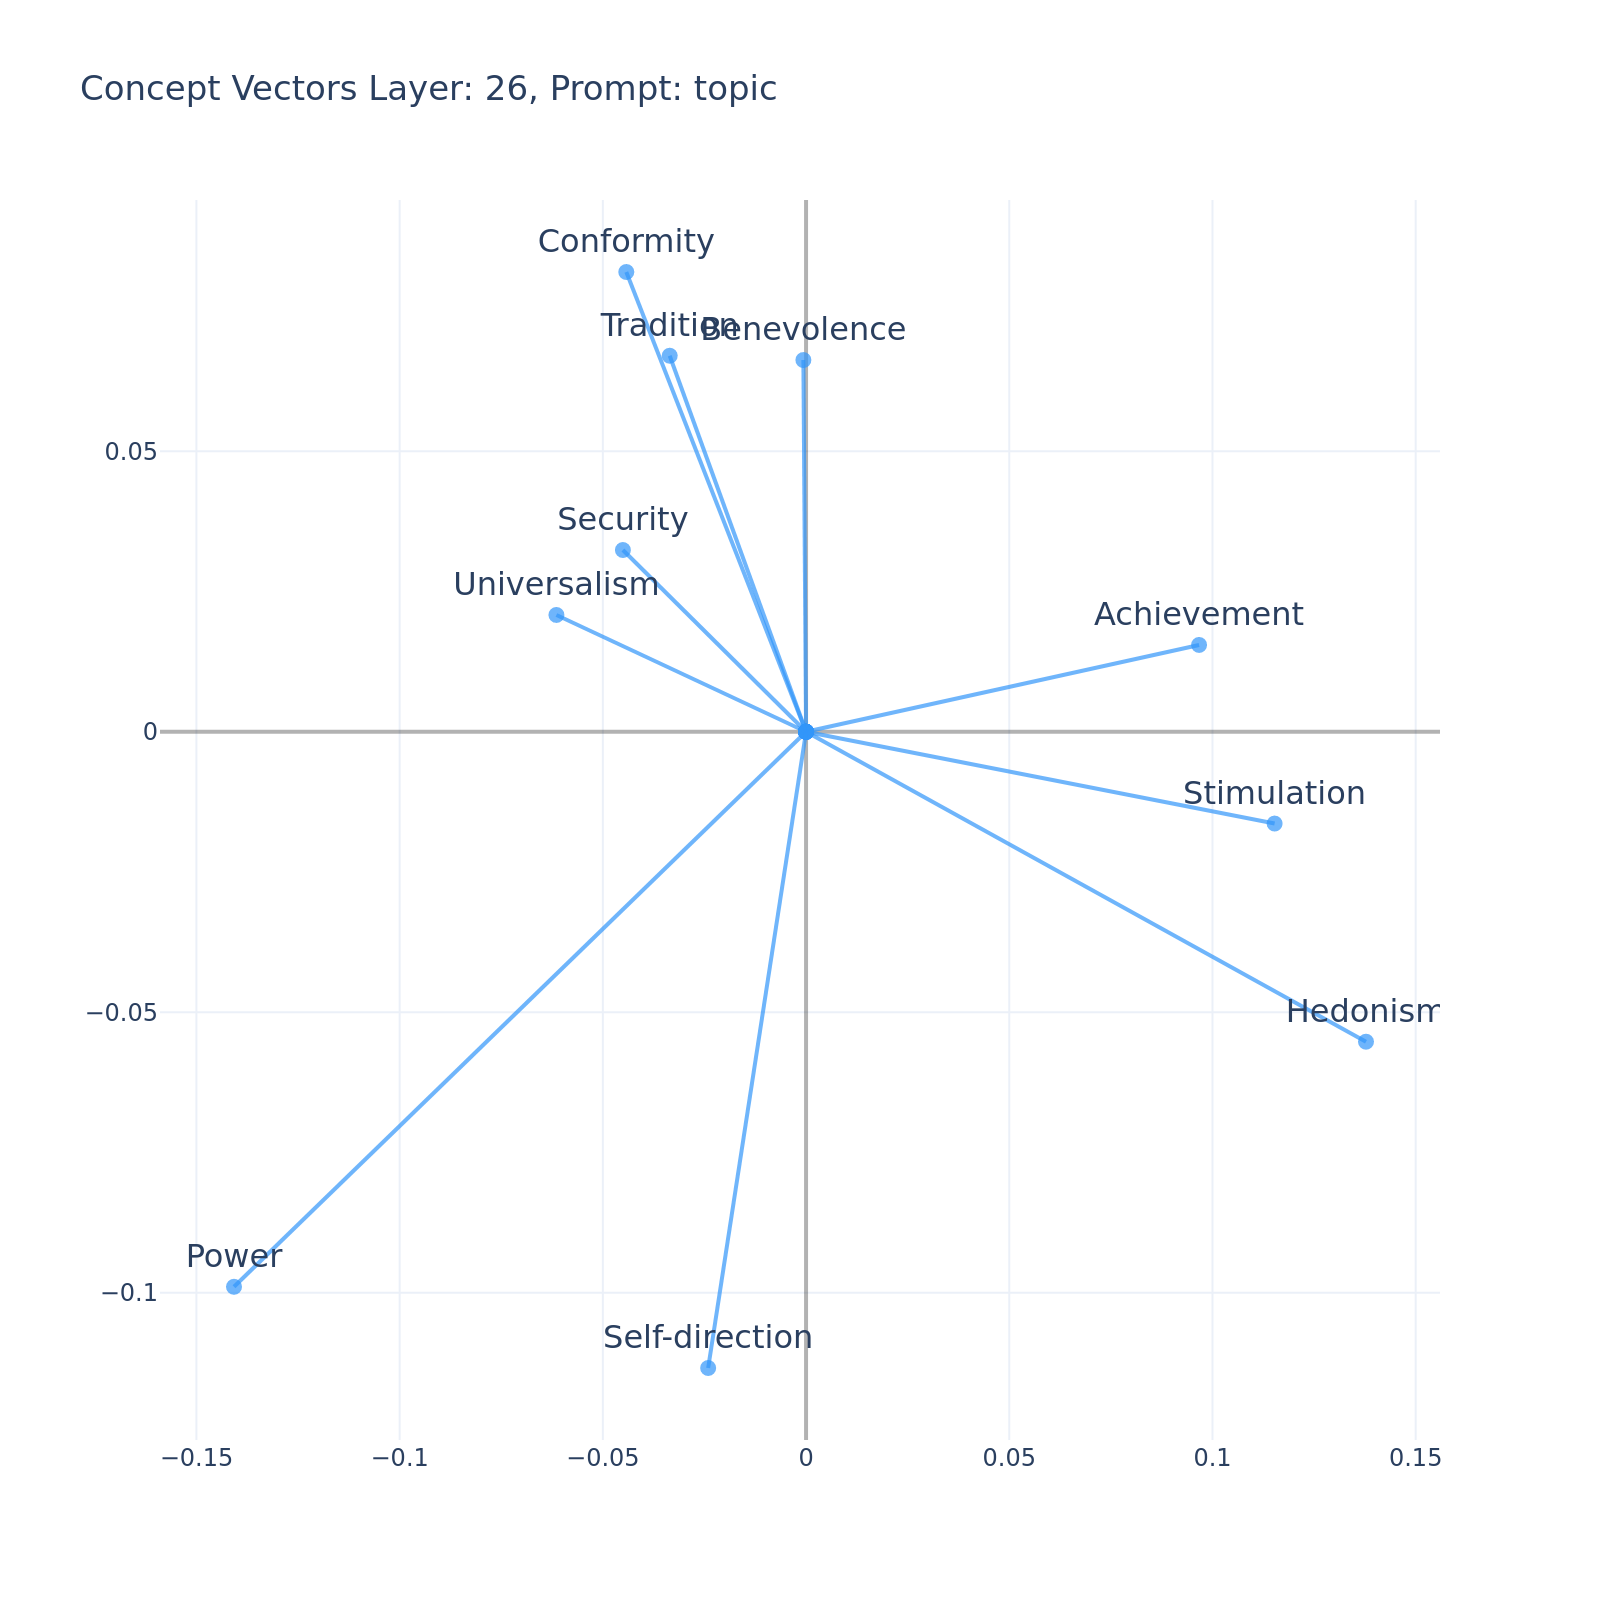 Concept Vectors Layer: 26, Prompt: topic
Conformity
Tradition
Benevolence
0.05
Security
Universalism
Achievement
0
Stimulation
−0.05
Hedonism
Power
−0.1
Self-direction
−0.15
−0.1
−0.05
0
0.05
0.1
0.15